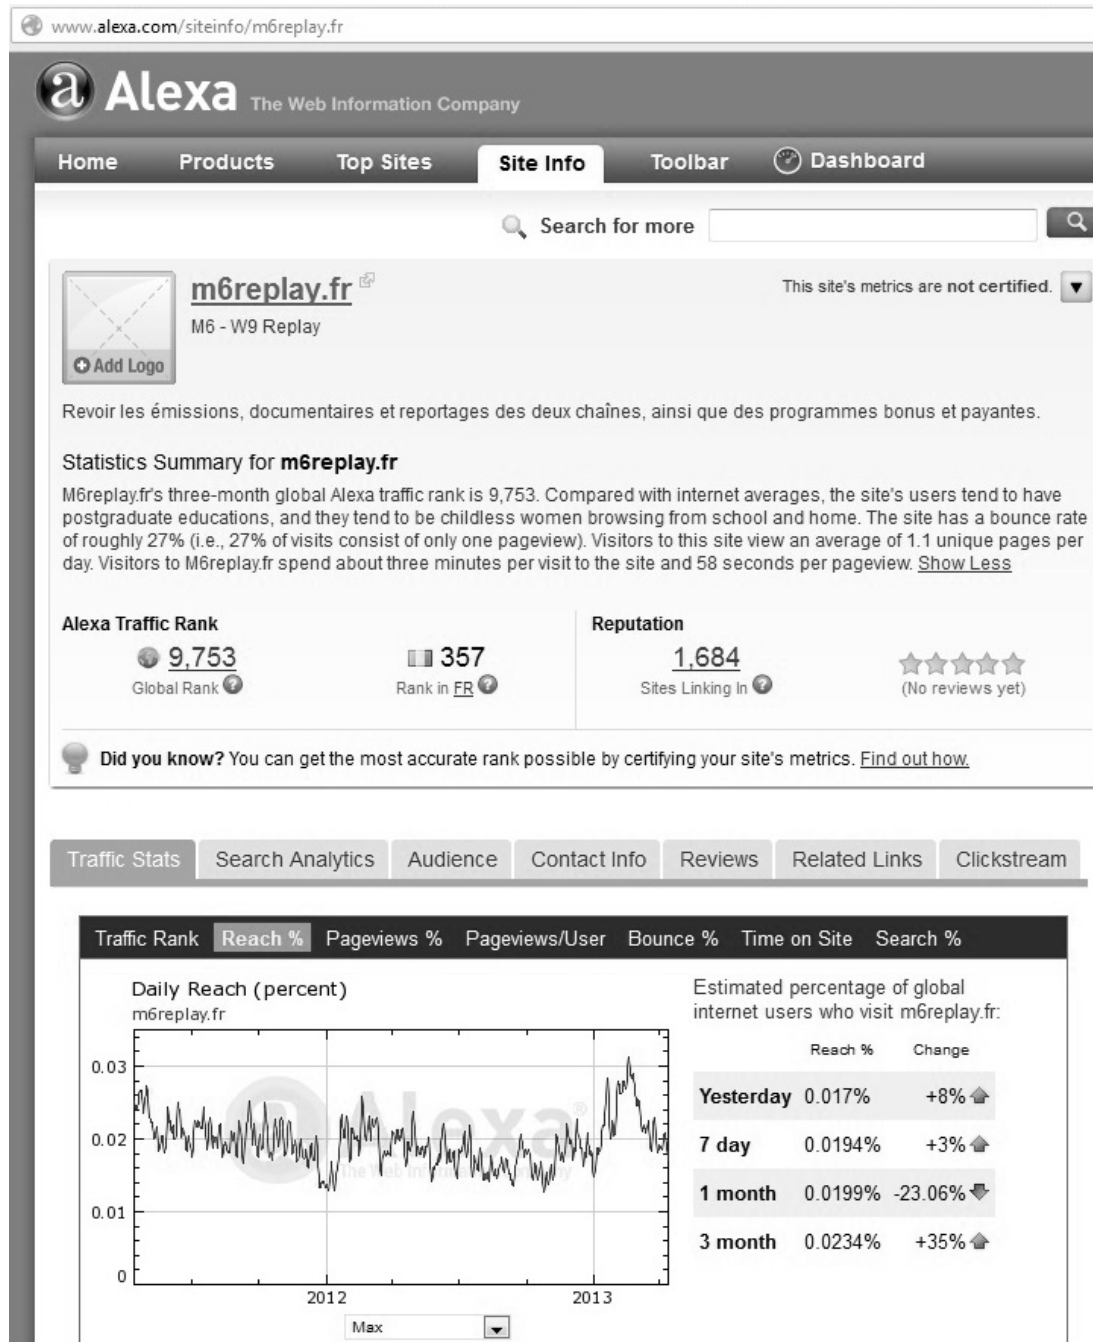 www.alexa.com/siteinfo/m6replay.fr
a Alexa The Web Information Company
Home Products Top Sites Site Info Toolbar Dashboard
Search for more
m6replay.fr
This site's metrics are not certified.
M6 - W9 Replay
Add Logo
Revoir les émissions, documentaires et reportages des deux chaînes, ainsi que des programmes bonus et payantes.
Statistics Summary for m6replay.fr
M6replay.fr's three-month global Alexa traffic rank is 9,753. Compared with internet averages, the site's users tend to have
postgraduate educations, and they tend to be childless women browsing from school and home. The site has a bounce rate
of roughly 27% (i.e., 27% of visits consist of only one pageview). Visitors to this site view an average of 1.1 unique pages per
day. Visitors to M6replay.fr spend about three minutes per visit to the site and 58 seconds per pageview. Show Less
Alexa Traffic Rank Reputation
9,753 357 1,684
Global Rank ? Rank in FR ? Sites Linking In ? (No reviews yet)
Did you know? You can get the most accurate rank possible by certifying your site's metrics. Find out how.
Traffic Stats Search Analytics Audience Contact Info Reviews Related Links Clickstream
Traffic Rank Reach % Pageviews % Pageviews/User Bounce % Time on Site Search %
Daily Reach (percent)
m6replay.fr
0.03
0.02
0.01
0
2012 2013
a Alexa®
The Web Information Company
Max
Estimated percentage of global
internet users who visit m6replay.fr:
Reach % Change
Yesterday 0.017% +8%
7 day 0.0194% +3%
1 month 0.0199% -23.06%
3 month 0.0234% +35%